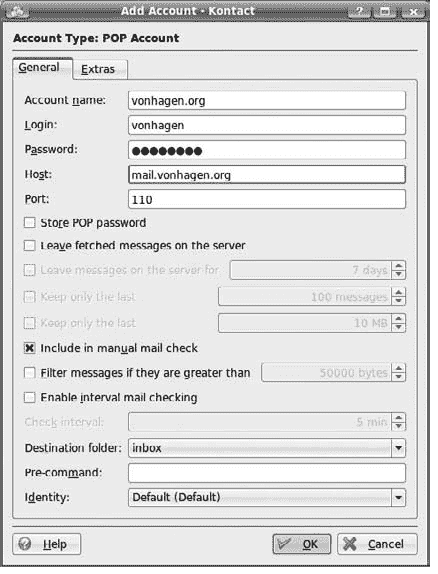 Add Account - Kontact
Account Type: POP Account
General Extras
Account name: vonhagen.org
Login: vonhagen
Password: ●●●●●●●●
Host: mail.vonhagen.org
Port: 110
Store POP password
Leave fetched messages on the server
Leave messages on the server for 7 days
Keep only the last 100 messages
Keep only the last 10 MB
Include in manual mail check
Filter messages if they are greater than 50000 bytes
Enable interval mail checking
Check interval: 5 min
Destination folder: inbox
Pre-command:
Identity: Default (Default)
Help OK Cancel